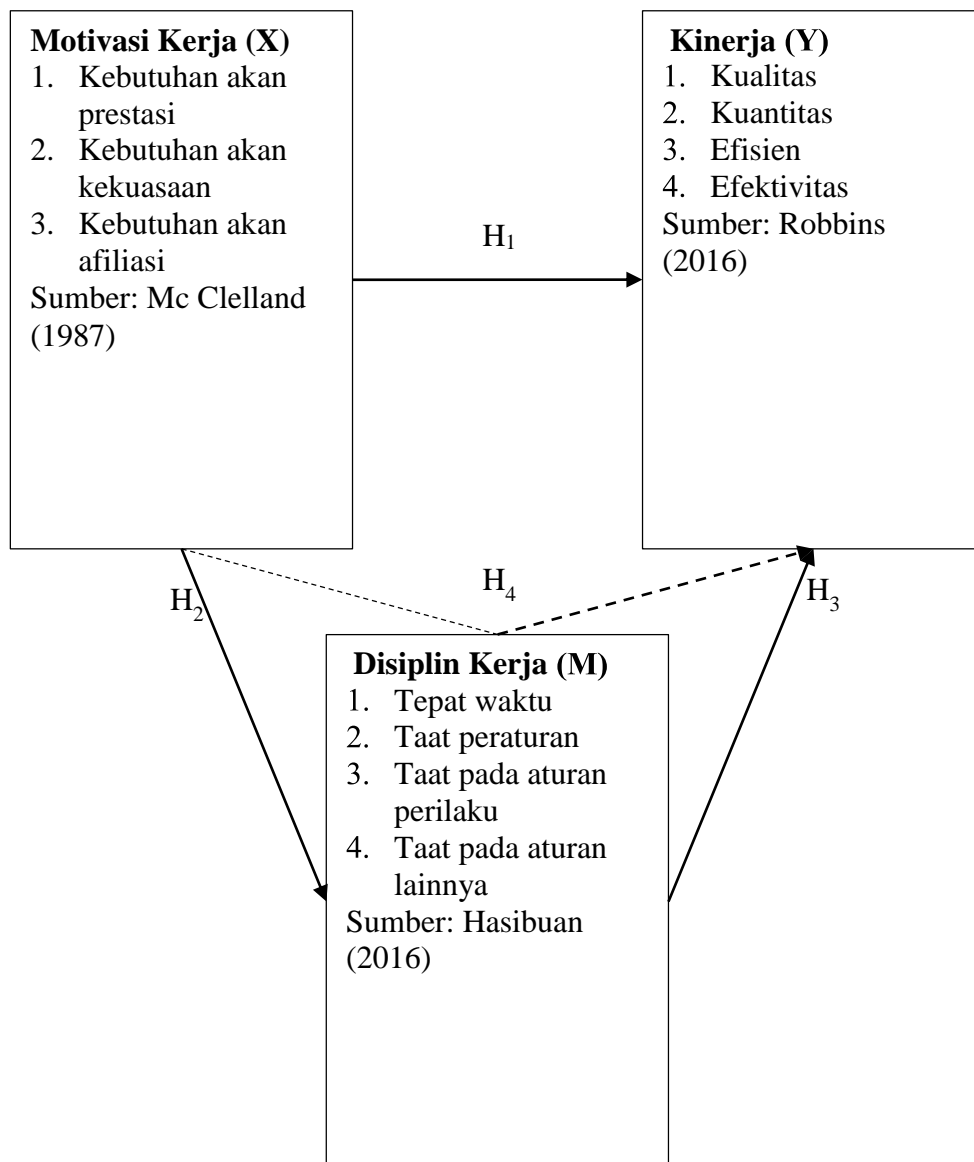 Motivasi Kerja (X)
1. Kebutuhan akan
prestasi
2. Kebutuhan akan
kekuasaan
3. Kebutuhan akan
afiliasi
Sumber: Mc Clelland
(1987)
Kinerja (Y)
1. Kualitas
2. Kuantitas
3. Efisien
4. Efektivitas
Sumber: Robbins
(2016)
H₁
H₂
H₄
H₃
Disiplin Kerja (M)
1. Tepat waktu
2. Taat peraturan
3. Taat pada aturan
perilaku
4. Taat pada aturan
lainnya
Sumber: Hasibuan
(2016)